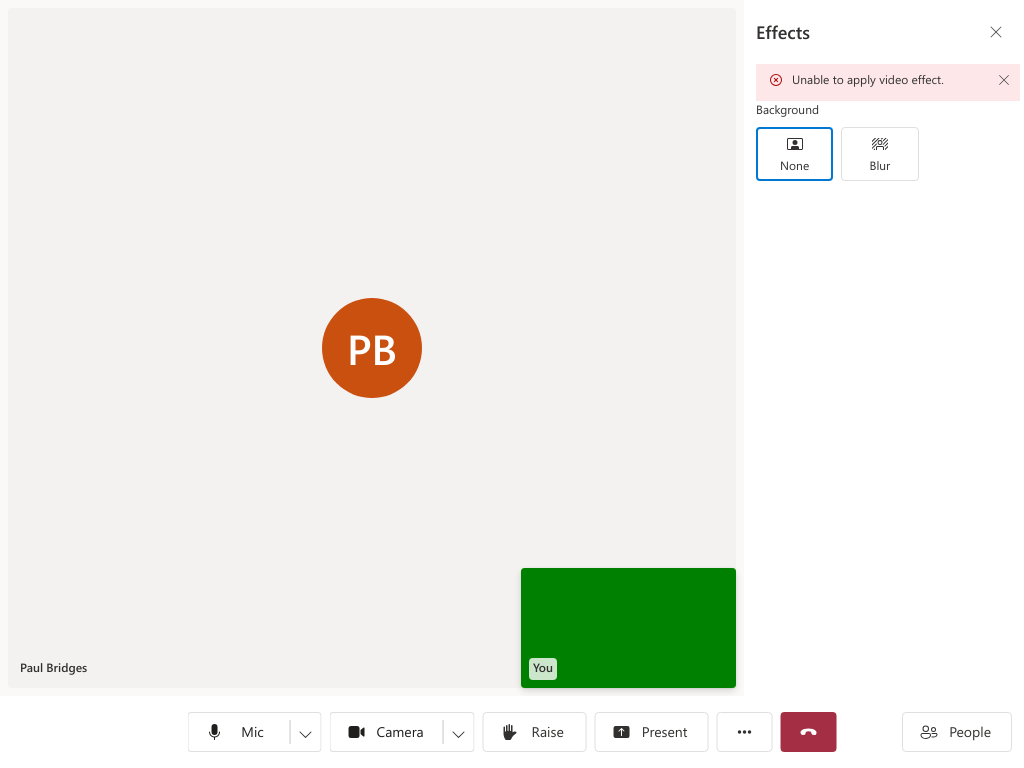 Effects
Unable to apply video effect.
Background
None
Blur
PB
Paul Bridges
You
Mic
Camera
Raise
Present
People